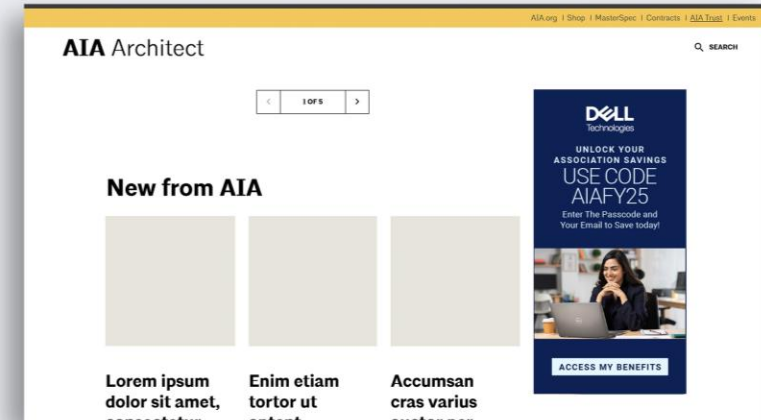 AIA.org | Shop | MasterSpec | Contracts | AIA Trust | Events
AIA Architect
SEARCH
< 1 OF 5 >
New from AIA
Lorem ipsum
dolor sit amet,
Enim etiam
tortor ut
Accumsan
cras varius
DELL
Technologies
UNLOCK YOUR
ASSOCIATION SAVINGS
USE CODE
AIAFY25
Enter The Passcode and
Your Email to Save today!
ACCESS MY BENEFITS